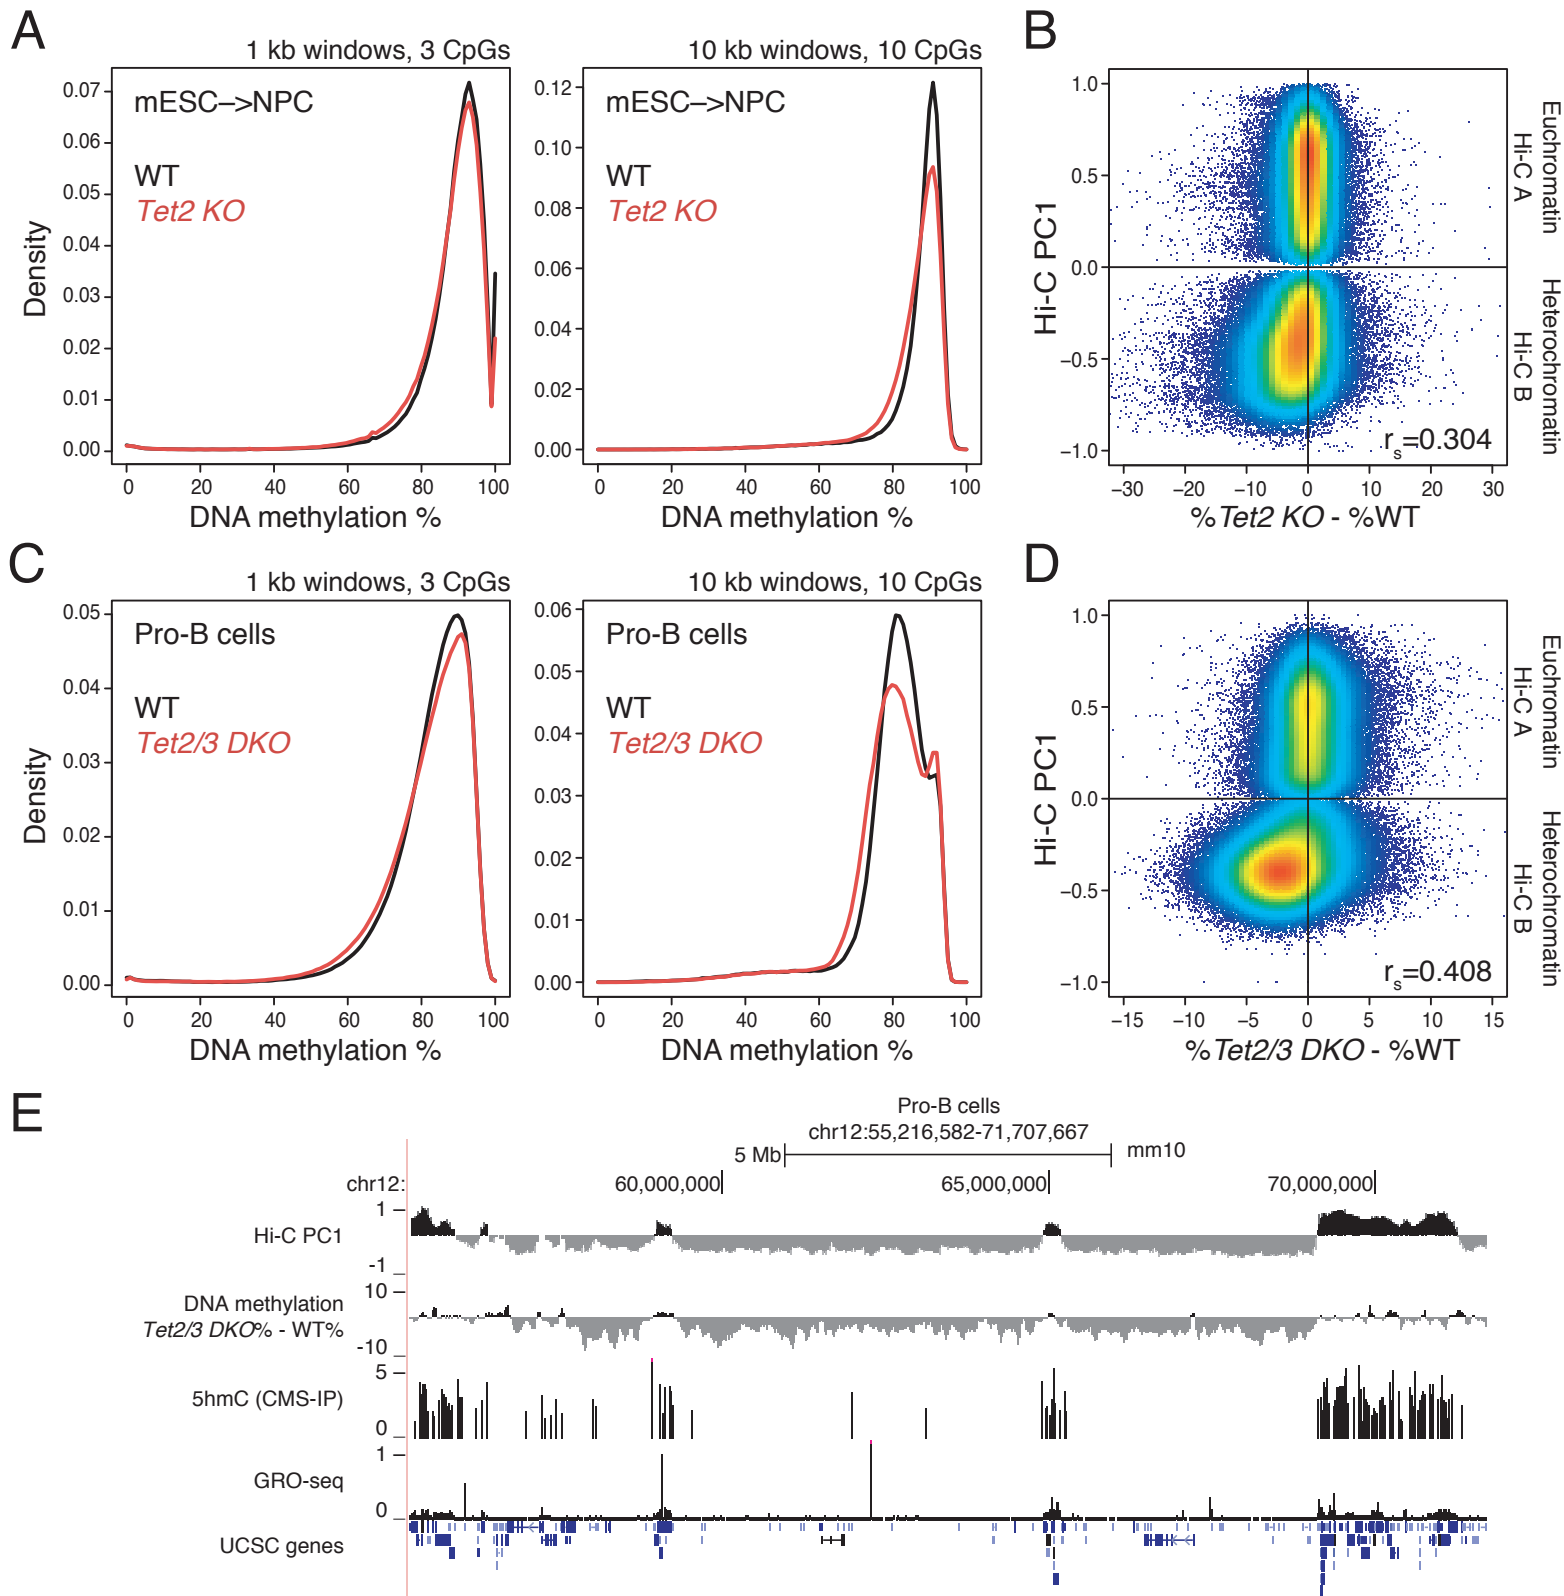 A
1 kb windows, 3 CpGs
mESC–>NPC
WT
Tet2 KO
Density
0.07
0.06
0.05
0.04
0.03
0.02
0.01
0.00
0 20 40 60 80 100
DNA methylation %
10 kb windows, 10 CpGs
mESC–>NPC
WT
Tet2 KO
0.12
0.10
0.08
0.06
0.04
0.02
0.00
0 20 40 60 80 100
DNA methylation %
B
Hi-C PC1
1.0
0.5
0.0
−0.5
−1.0
rs=0.304
−30 −20 −10 0 10 20 30
%Tet2 KO - %WT
Euchromatin
Hi-C A
Heterochromatin
Hi-C B
C
1 kb windows, 3 CpGs
Pro-B cells
WT
Tet2/3 DKO
Density
0.05
0.04
0.03
0.02
0.01
0.00
0 20 40 60 80 100
DNA methylation %
10 kb windows, 10 CpGs
Pro-B cells
WT
Tet2/3 DKO
0.06
0.05
0.04
0.03
0.02
0.01
0.00
0 20 40 60 80 100
DNA methylation %
D
Hi-C PC1
1.0
0.5
0.0
−0.5
−1.0
rs=0.408
−15 −10 −5 0 5 10 15
%Tet2/3 DKO - %WT
Euchromatin
Hi-C A
Heterochromatin
Hi-C B
E
Pro-B cells
chr12:55,216,582-71,707,667
5 Mb mm10
chr12: 60,000,000 65,000,000 70,000,000
Hi-C PC1
1
-1
DNA methylation
Tet2/3 DKO% - WT%
10
-10
5hmC (CMS-IP)
5
0
GRO-seq
1
0
UCSC genes